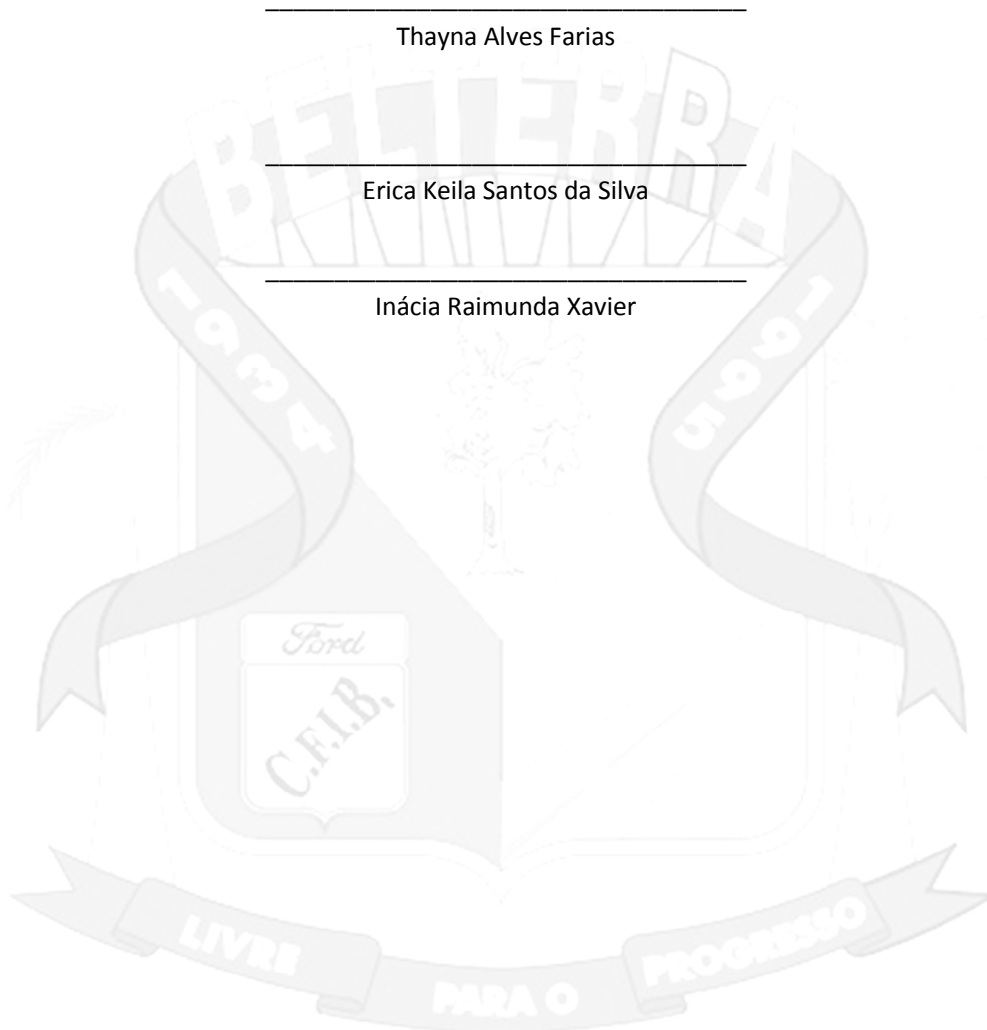 Thayna Alves Farias
BELTERRA
Erica Keila Santos da Silva
Inácia Raimunda Xavier
1934
1995
Ford
C.F.I.B.
LIVRE
PARA O
PROGRESSO